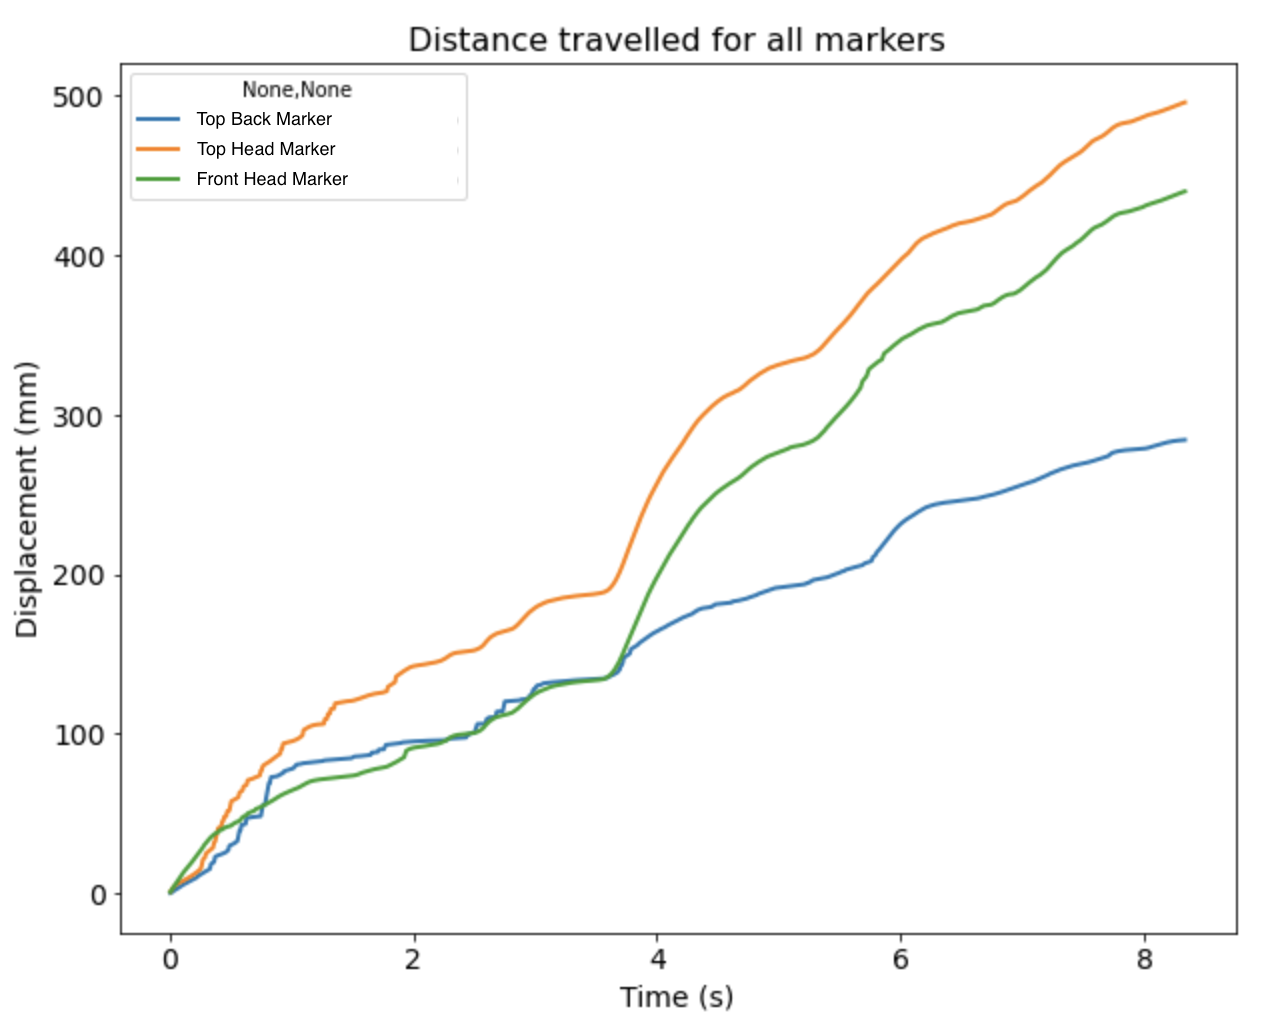 Distance travelled for all markers
None,None
Top Back Marker
Top Head Marker
Front Head Marker
500
400
300
200
100
0
Displacement (mm)
0 2 4 6 8
Time (s)